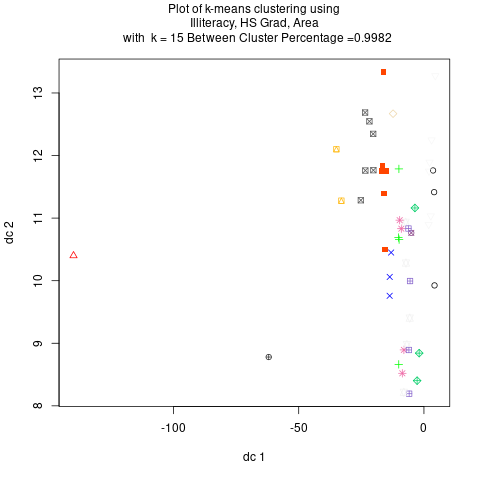 Plot of k-means clustering using
Illiteracy, HS Grad, Area
with  k = 15 Between Cluster Percentage =0.9982
13
12
11
10
9
8
dc 2
-100
-50
0
dc 1